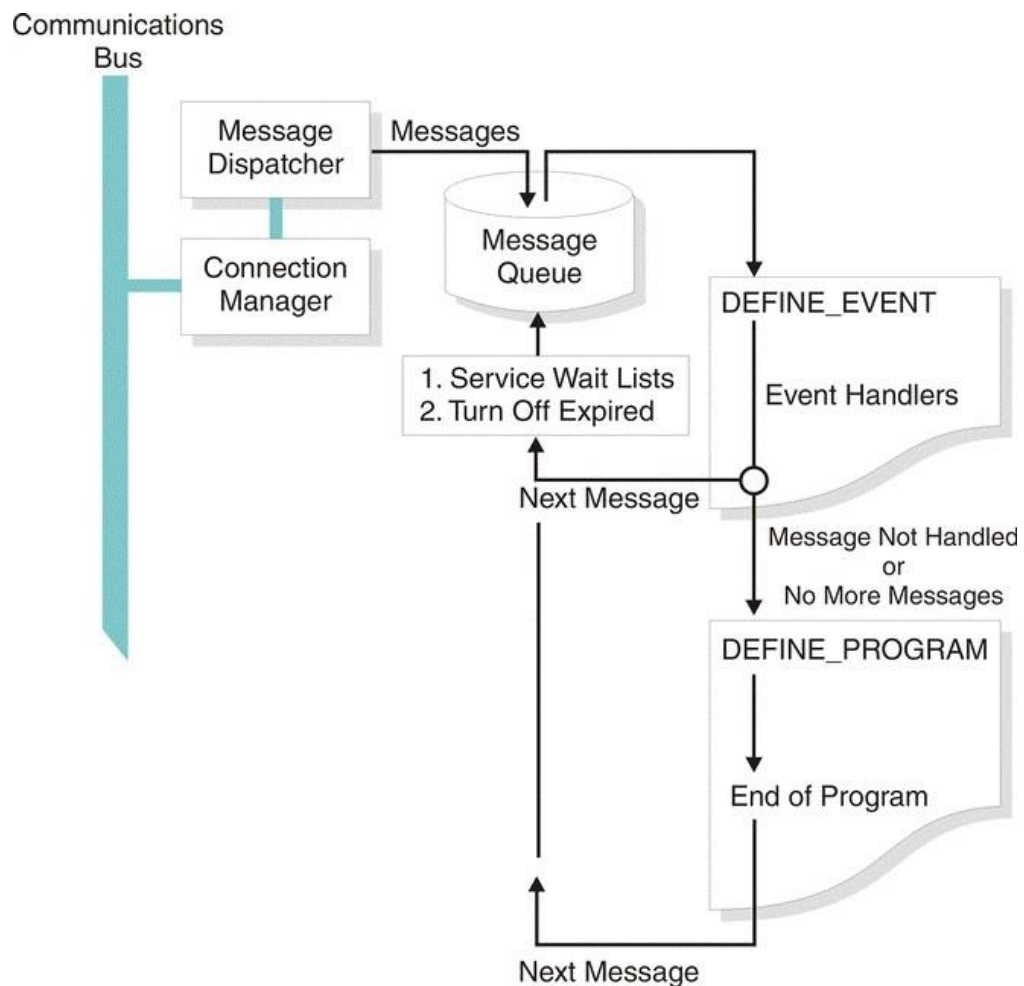 Communications
Bus
Message
Dispatcher
Messages
Connection
Manager
Message
Queue
DEFINE_EVENT
1. Service Wait Lists
2. Turn Off Expired
Event Handlers
Next Message
Message Not Handled
or
No More Messages
DEFINE_PROGRAM
End of Program
Next Message